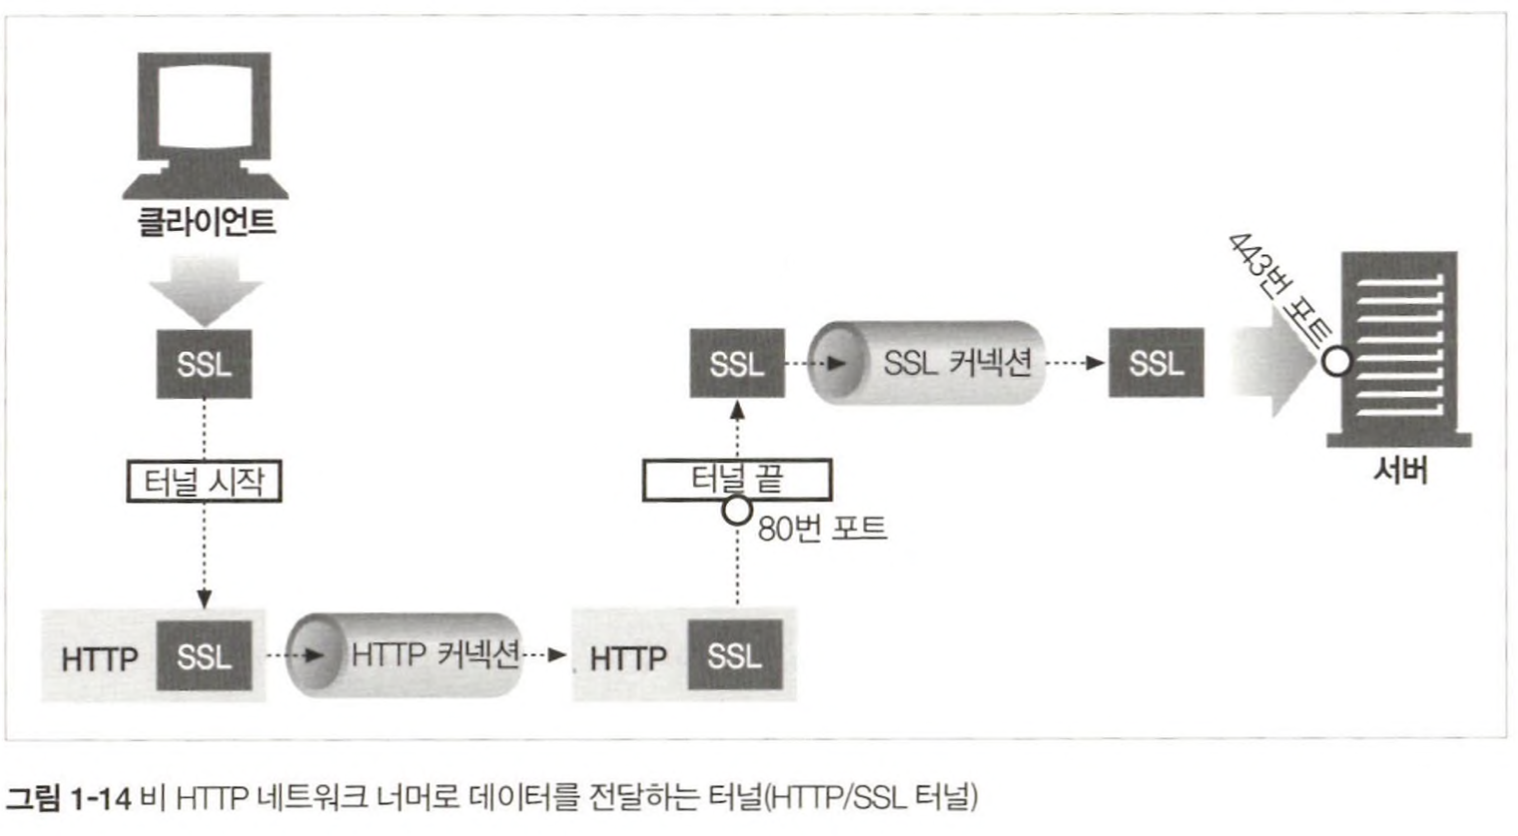 클라이언트
SSL
터널 시작
HTTP SSL
HTTP 커넥션
HTTP SSL
80번 포트
터널 끝
SSL
SSL 커넥션
SSL
443번 포트
서버
그림 1-14 비 HTTP 네트워크 너머로 데이터를 전달하는 터널(HTTP/SSL 터널)